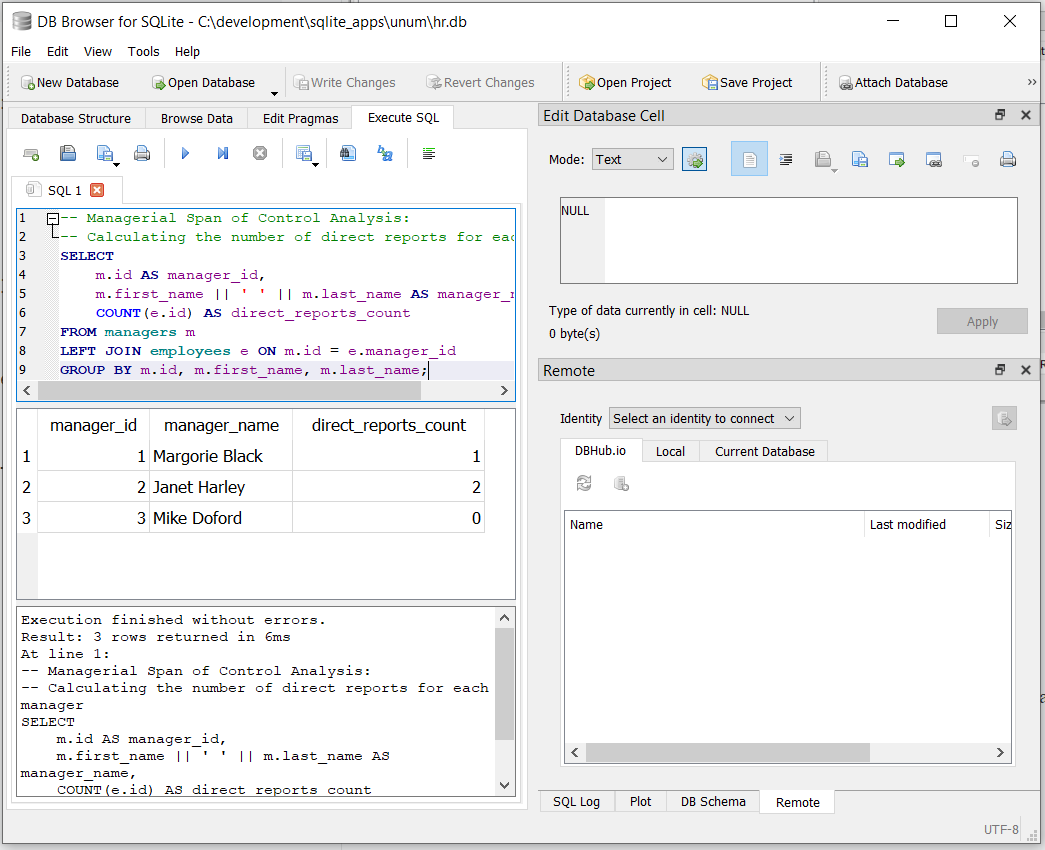 DB Browser for SQLite - C:\development\sqlite_apps\unum\hr.db
File Edit View Tools Help
New Database Open Database Write Changes Revert Changes Open Project Save Project Attach Database »
Database Structure Browse Data Edit Pragmas Execute SQL
SQL 1
1 -- Managerial Span of Control Analysis:
2 -- Calculating the number of direct reports for eac
3 SELECT
4 m.id AS manager_id,
5 m.first_name || ' ' || m.last_name AS manager_n
6 COUNT(e.id) AS direct_reports_count
7 FROM managers m
8 LEFT JOIN employees e ON m.id = e.manager_id
9 GROUP BY m.id, m.first_name, m.last_name;
manager_id manager_name direct_reports_count
1 1 Margorie Black 1
2 2 Janet Harley 2
3 3 Mike Doford 0
Execution finished without errors.
Result: 3 rows returned in 6ms
At line 1:
-- Managerial Span of Control Analysis:
-- Calculating the number of direct reports for each
manager
SELECT
m.id AS manager_id,
m.first_name || ' ' || m.last_name AS
manager_name,
COUNT(e.id) AS direct_reports_count
Edit Database Cell
Mode: Text
NULL
Type of data currently in cell: NULL
0 byte(s)
Apply
Remote
Identity Select an identity to connect
DBHub.io Local Current Database
Name Last modified Siz
SQL Log Plot DB Schema Remote
UTF-8